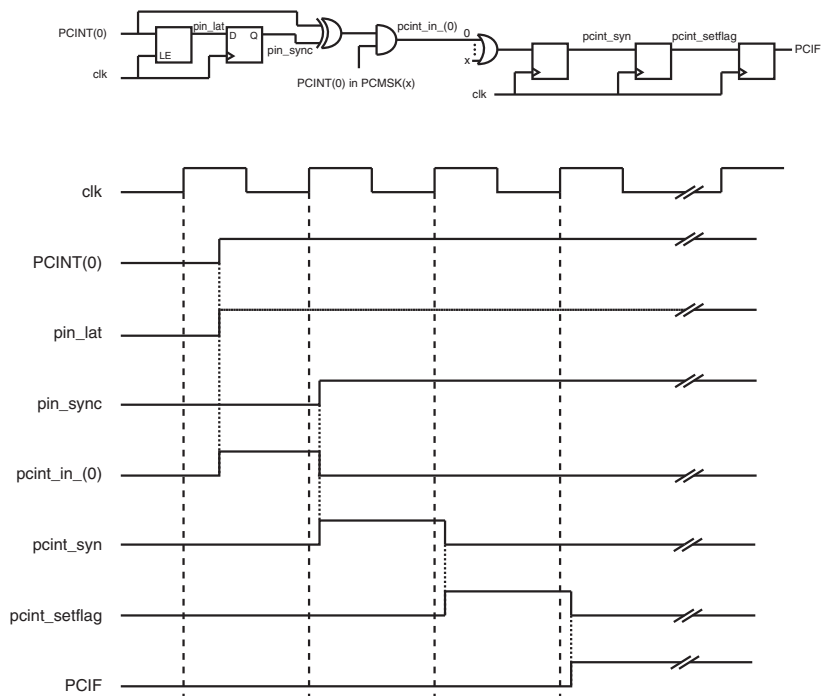 PCINT(0)
pin_lat
D Q
LE
pin_sync
clk
pcint_in_(0)
PCINT(0) in PCMSK(x)
0
x
pcint_syn
pcint_setflag
PCIF
clk
clk
PCINT(0)
pin_lat
pin_sync
pcint_in_(0)
pcint_syn
pcint_setflag
PCIF